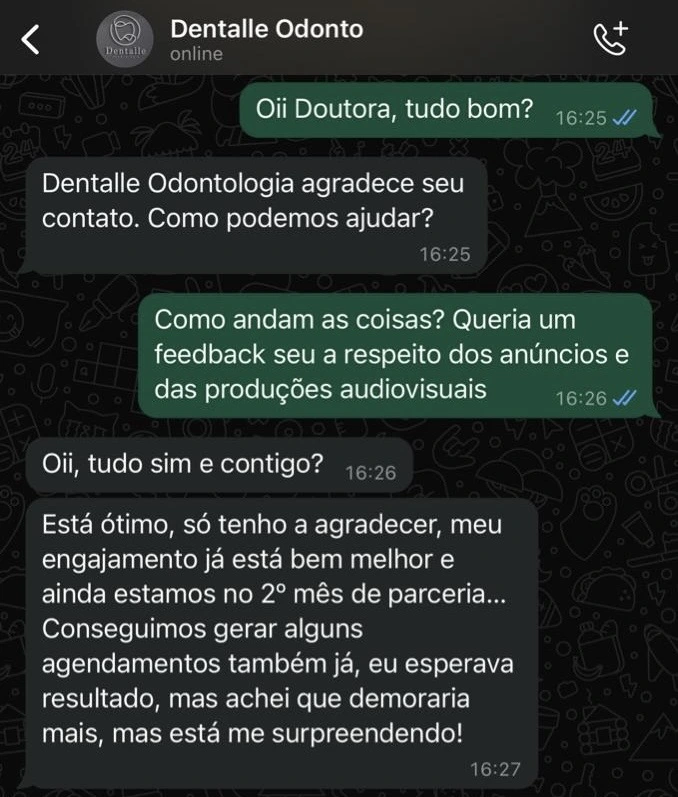 Dentalle Odonto
Dentalle
online
Oii Doutora, tudo bom? 16:25
Dentalle Odontologia agradece seu
contato. Como podemos ajudar?
16:25
Como andam as coisas? Queria um
feedback seu a respeito dos anúncios e
das produções audiovisuais 16:26
Oii, tudo sim e contigo? 16:26
Está ótimo, só tenho a agradecer, meu
engajamento já está bem melhor e
ainda estamos no 2º mês de parceria...
Conseguimos gerar alguns
agendamentos também já, eu esperava
resultado, mas achei que demoraria
mais, mas está me surpreendendo!
16:27